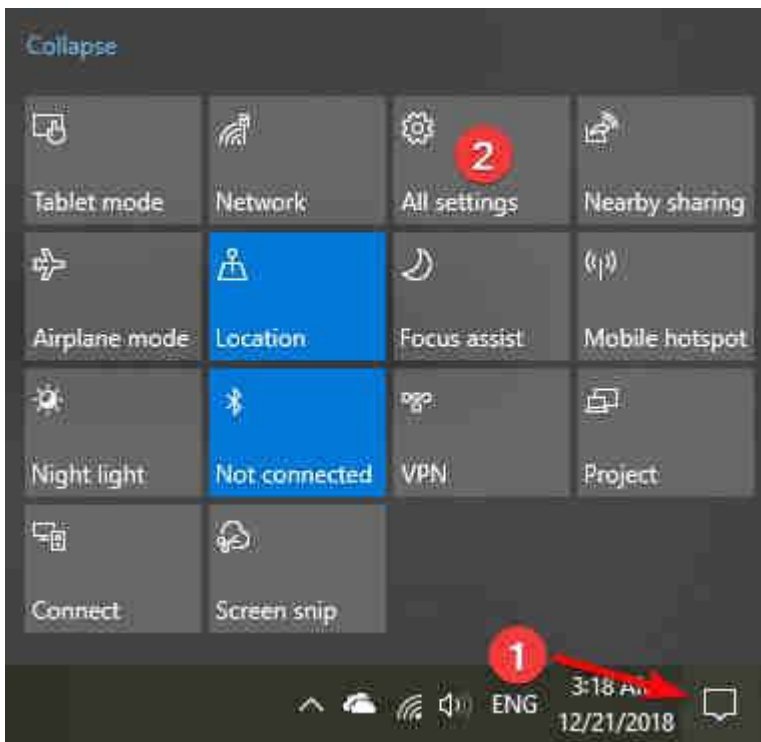 Collapse
Tablet mode
Network
2
All settings
Nearby sharing
Airplane mode
Location
Focus assist
Mobile hotspot
Night light
Not connected
VPN
Project
Connect
Screen snip
1
ENG
3:18
12/21/2018